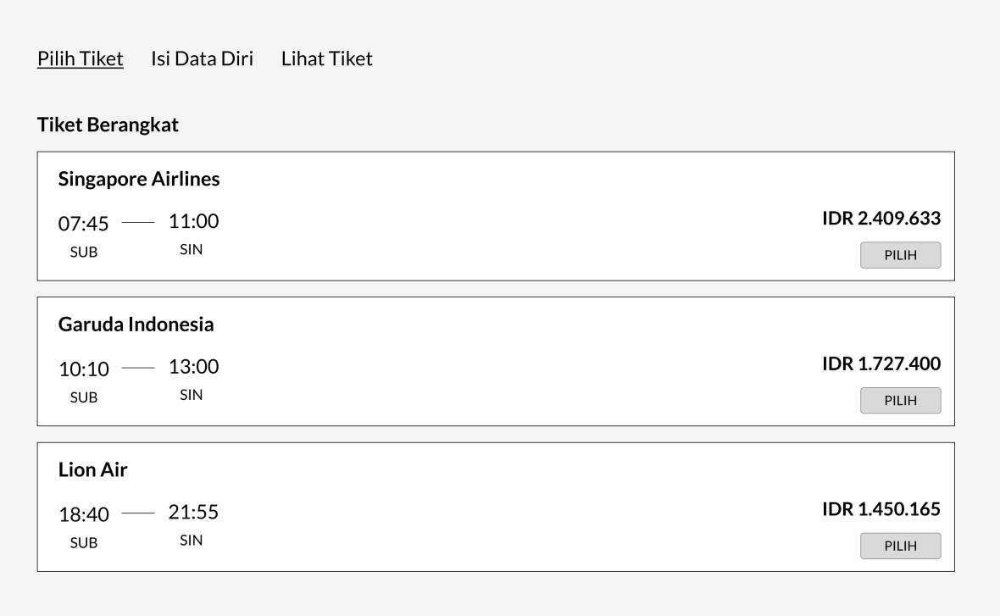 Pilih Tiket Isi Data Diri Lihat Tiket
Tiket Berangkat
Singapore Airlines
07:45 11:00
SUB SIN
IDR 2.409.633
PILIH
Garuda Indonesia
10:10 13:00
SUB SIN
IDR 1.727.400
PILIH
Lion Air
18:40 21:55
SUB SIN
IDR 1.450.165
PILIH